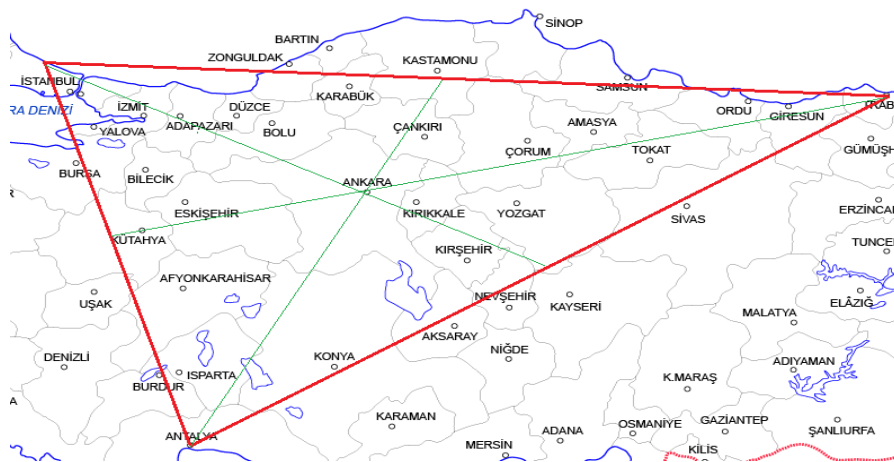 SİNOP
BARTIN
ZONGULDAK
KASTAMONU
İSTANBUL
SAMSUN
KARABÜK
RA DENİZİ
İZMİT
DÜZCE
ORDU
GİRESUN
TRAB
YALOVA
ADAPAZARI
BOLU
ÇANKIRI
AMASYA
ÇORUM
TOKAT
GÜMÜŞH
BURSA
BİLECİK
ANKARA
ESKİŞEHİR
KIRIKKALE
YOZGAT
SİVAS
ERZİNCAN
KÜTAHYA
KIRŞEHİR
TUNCEL
UŞAK
AFYONKARAHİSAR
NEVŞEHİR
KAYSERİ
ELÂZIĞ
MALATYA
AKSARAY
DENİZLİ
KONYA
NİĞDE
ADIYAMAN
BURDUR
ISPARTA
K.MARAŞ
A
KARAMAN
GAZİANTEP
ŞANLIURFA
ANTALYA
ADANA
OSMANİYE
MERSİN
KİLİS